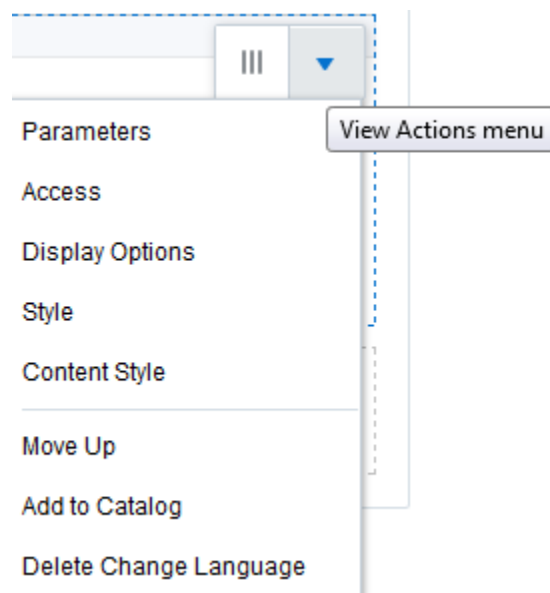 View Actions menu
Parameters
Access
Display Options
Style
Content Style
Move Up
Add to Catalog
Delete Change Language